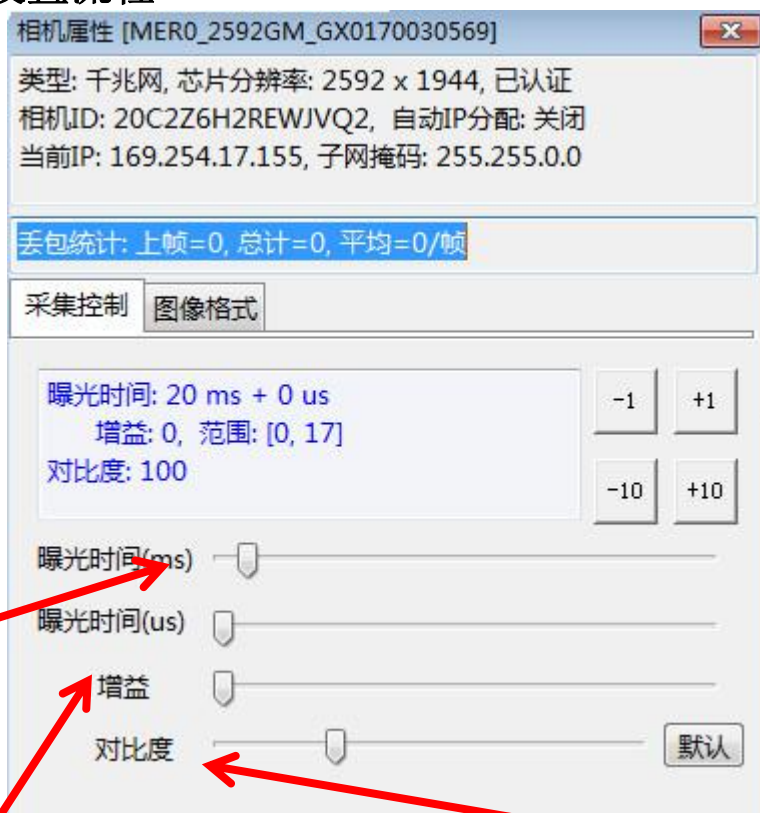 相机属性 [MER0_2592GM_GX0170030569]
类型: 千兆网, 芯片分辨率: 2592 x 1944, 已认证
相机ID: 20C2Z6H2REWJVQ2, 自动IP分配: 关闭
当前IP: 169.254.17.155, 子网掩码: 255.255.0.0
丢包统计: 上帧=0, 总计=0, 平均=0/帧
采集控制 图像格式
曝光时间: 20 ms + 0 us
增益: 0, 范围: [0, 17]
对比度: 100
-1 +1
-10 +10
曝光时间(ms)
曝光时间(us)
增益
对比度 默认